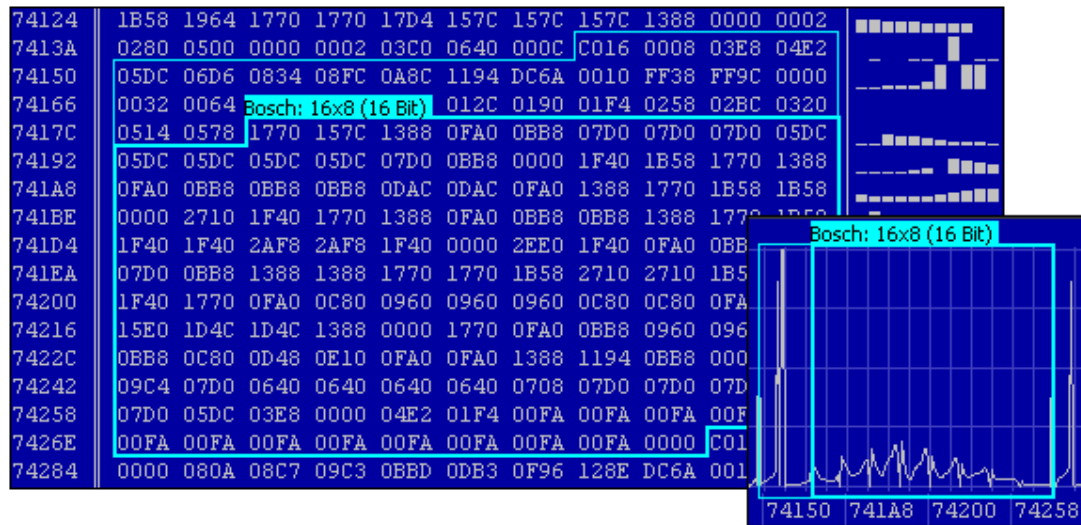 74124 1B58 1964 1770 1770 17D4 157C 157C 157C 1388 0000 0002
7413A 0280 0500 0000 0002 03C0 0640 000C C016 0008 03E8 04E2
74150 05DC 06D6 0834 08FC 0A8C 1194 DC6A 0010 FF38 FF9C 0000
74166 0032 0064 Bosch: 16x8 (16 Bit) 012C 0190 01F4 0258 02BC 0320
7417C 0514 0578 1770 157C 1388 0FA0 0BB8 07D0 07D0 07D0 05DC
74192 05DC 05DC 05DC 05DC 07D0 0BB8 0000 1F40 1B58 1770 1388
741A8 0FA0 0BB8 0BB8 0BB8 0DAC 0DAC 0FA0 1388 1770 1B58 1B58
741BE 0000 2710 1F40 1770 1388 0FA0 0BB8 0BB8 1388
741D4 1F40 1F40 2AF8 2AF8 1F40 0000 2EE0 1F40 0FA0
741EA 07D0 0BB8 1388 1388 1770 1770 1B58 2710 2710
74200 1F40 1770 0FA0 0C80 0960 0960 0960 0C80 0C80
74216 15E0 1D4C 1D4C 1388 0000 1770 0FA0 0BB8 0960
7422C 0BB8 0C80 0D48 0E10 0FA0 0FA0 1388 1194 0BB8
74242 09C4 07D0 0640 0640 0640 0640 0708 07D0 07D0
74258 07D0 05DC 03E8 0000 04E2 01F4 00FA 00FA 00FA
7426E 00FA 00FA 00FA 00FA 00FA 00FA 00FA 00FA 0000
74284 0000 080A 08C7 09C3 0BBD 0DB3 0F96 128E DC6A
Bosch: 16x8 (16 Bit)
74150 741A8 74200 74258